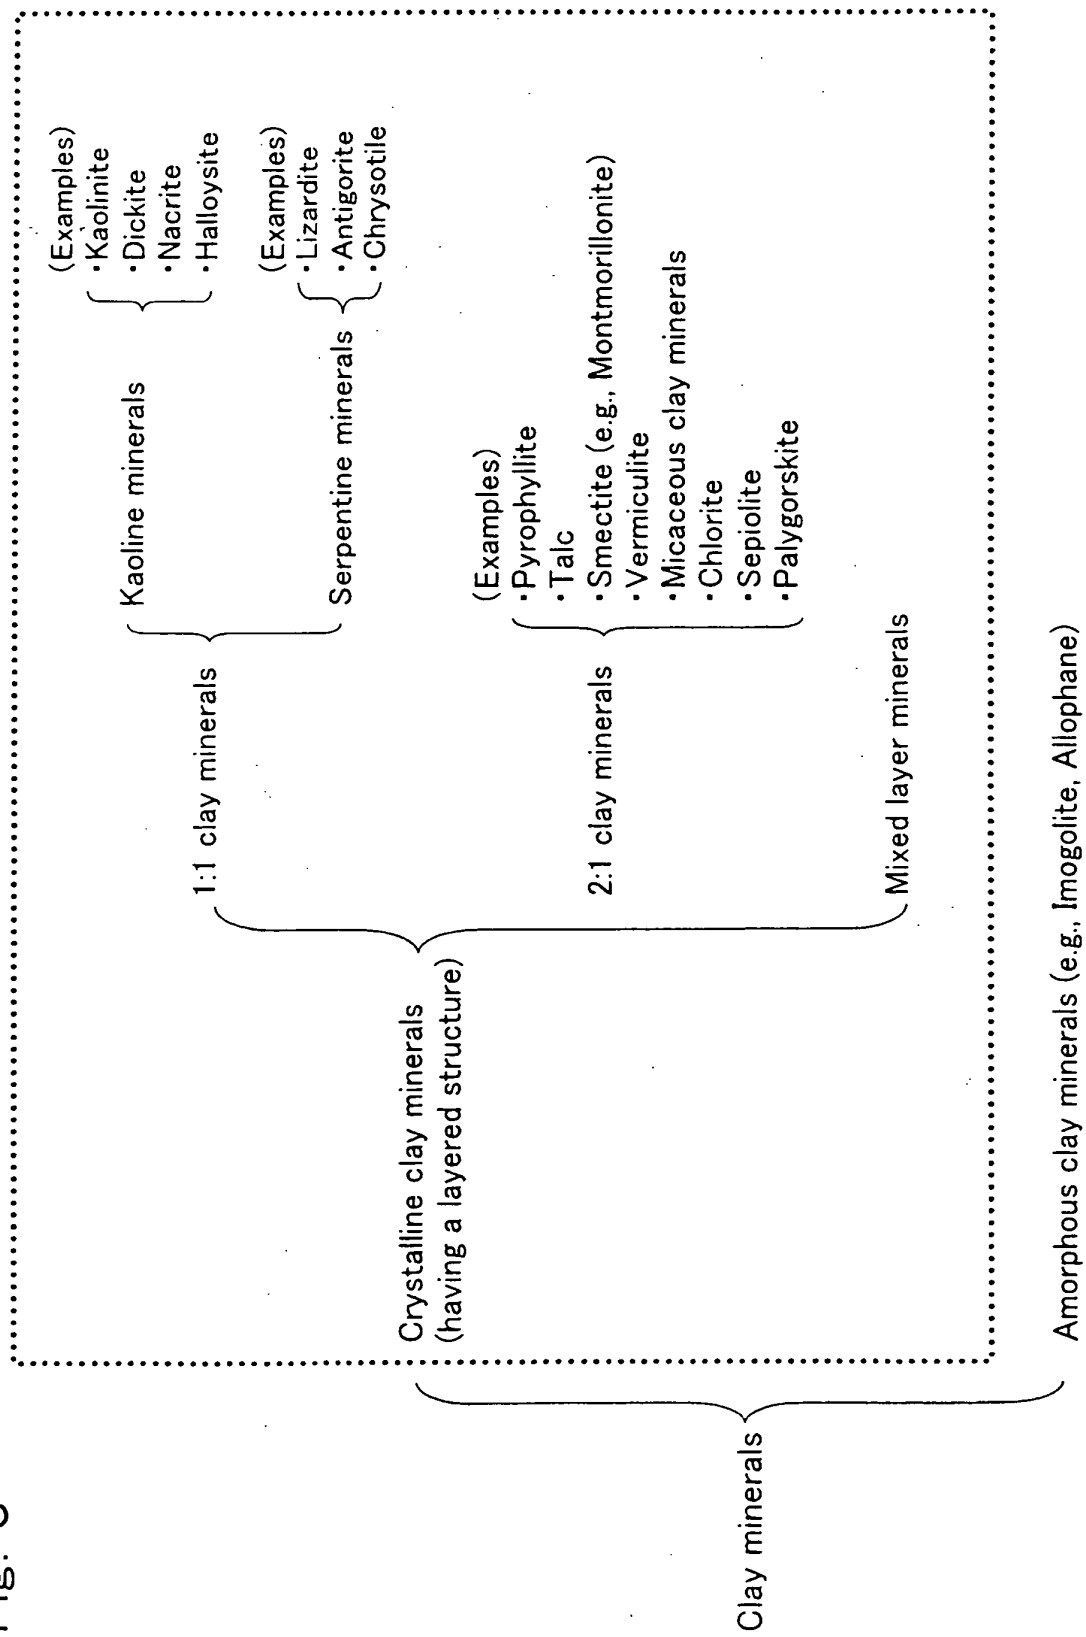 Clay minerals
Crystalline clay minerals
(having a layered structure)
1:1 clay minerals
Kaoline minerals
(Examples)
・Kaolinite
・Dickite
・Nacrite
・Halloysite
Serpentine minerals
(Examples)
・Lizardite
・Antigorite
・Chrysotile
2:1 clay minerals
(Examples)
・Pyrophyllite
・Talc
・Smectite (e.g., Montmorillonite)
・Vermiculite
・Micaceous clay minerals
・Chlorite
・Sepiolite
・Palygorskite
Mixed layer minerals
Amorphous clay minerals (e.g., Imogolite, Allophane)